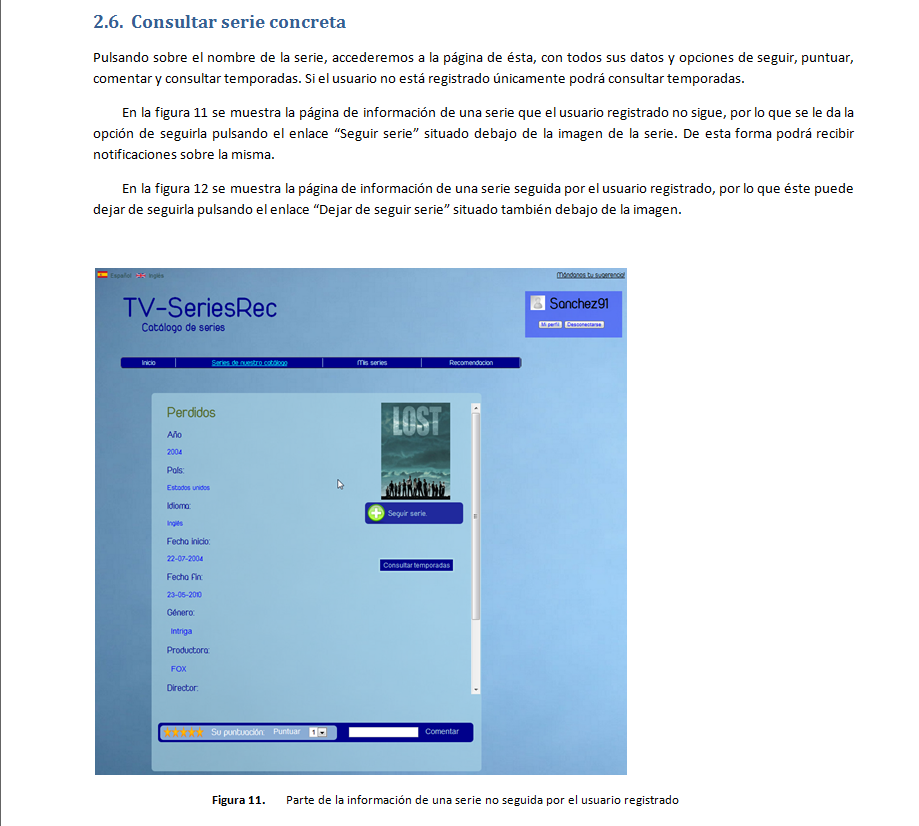 2.6. Consultar serie concreta
Pulsando sobre el nombre de la serie, accederemos a la página de ésta, con todos sus datos y opciones de seguir, puntuar,
comentar y consultar temporadas. Si el usuario no está registrado únicamente podrá consultar temporadas.
En la figura 11 se muestra la página de información de una serie que el usuario registrado no sigue, por lo que se le da la
opción de seguirla pulsando el enlace “Seguir serie” situado debajo de la imagen de la serie. De esta forma podrá recibir
notificaciones sobre la misma.
En la figura 12 se muestra la página de información de una serie seguida por el usuario registrado, por lo que éste puede
dejar de seguirla pulsando el enlace “Dejar de seguir serie” situado también debajo de la imagen.
Español Inglés
Mándanos tu sugerencia!
TV-SeriesRec
Catálogo de series
Sanchez91
Mi perfil Desconectarse
Inicio
Series de nuestro catálogo
Mis series
Recomendacion
Perdidos
LOST
Año
2004
País:
Estados unidos
Idioma:
Inglés
Fecha inicio:
22-07-2004
Fecha Fin:
23-05-2010
Género:
Intriga
Productora:
FOX
Director:
Seguir serie.
Consultar temporadas
Su puntuación: Puntuar 1 Comentar
Figura 11. Parte de la información de una serie no seguida por el usuario registrado